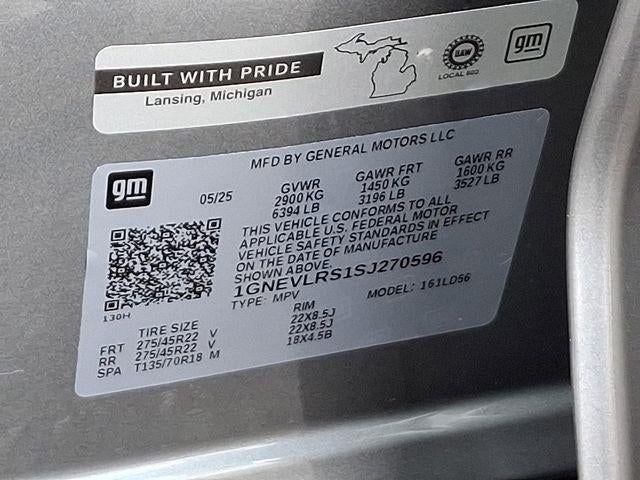 BUILT WITH PRIDE
Lansing, Michigan
UAW
LOCAL 602
gm
gm
MFD BY GENERAL MOTORS LLC
05/25
GVWR GAWR FRT GAWR RR
2900 KG 1450 KG 1600 KG
6394 LB 3196 LB 3527 LB
THIS VEHICLE CONFORMS TO ALL
APPLICABLE U.S. FEDERAL MOTOR
VEHICLE SAFETY STANDARDS IN EFFECT
ON THE DATE OF MANUFACTURE
SHOWN ABOVE.
1GNEVLRS1SJ270596
TYPE: MPV MODEL: 161LD56
130H
TIRE SIZE RIM
FRT 275/45R22 V 22X8.5J
RR 275/45R22 V 22X8.5J
SPA T135/70R18 M 18X4.5B